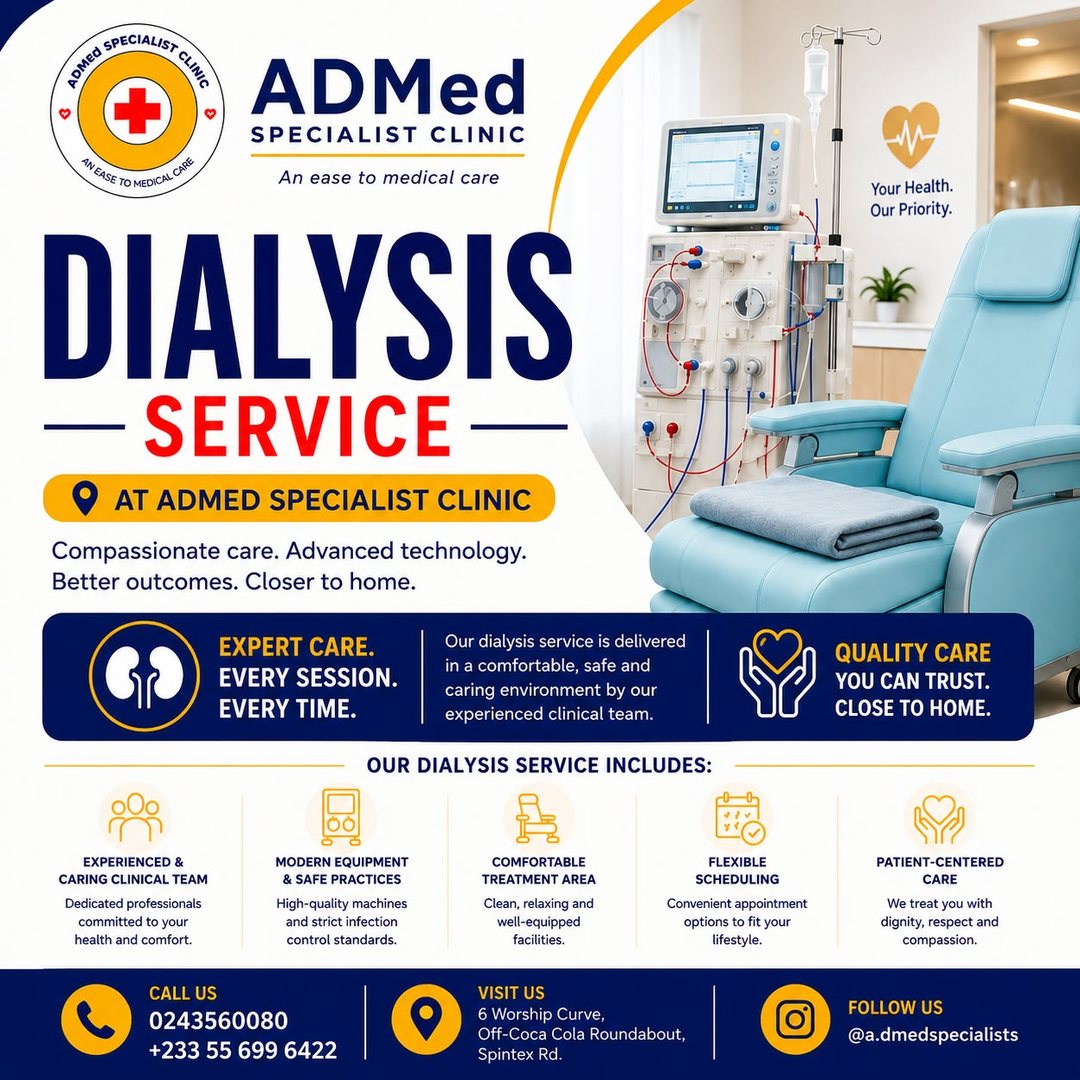 ADMed SPECIALIST CLINIC
AN EASE TO MEDICAL CARE
ADMed
SPECIALIST CLINIC
An ease to medical care
Your Health.
Our Priority.
DIALYSIS
SERVICE
AT ADMED SPECIALIST CLINIC
Compassionate care. Advanced technology.
Better outcomes. Closer to home.
EXPERT CARE.
EVERY SESSION.
EVERY TIME.
Our dialysis service is delivered
in a comfortable, safe and
caring environment by our
experienced clinical team.
QUALITY CARE
YOU CAN TRUST.
CLOSE TO HOME.
OUR DIALYSIS SERVICE INCLUDES:
EXPERIENCED &
CARING CLINICAL TEAM
Dedicated professionals
committed to your
health and comfort.
MODERN EQUIPMENT
& SAFE PRACTICES
High-quality machines
and strict infection
control standards.
COMFORTABLE
TREATMENT AREA
Clean, relaxing and
well-equipped
facilities.
FLEXIBLE
SCHEDULING
Convenient appointment
options to fit your
lifestyle.
PATIENT-CENTERED
CARE
We treat you with
dignity, respect and
compassion.
CALL US
0243560080
+233 55 699 6422
VISIT US
6 Worship Curve,
Off-Coca Cola Roundabout,
Spintex Rd.
FOLLOW US
@a.dmedspecialists